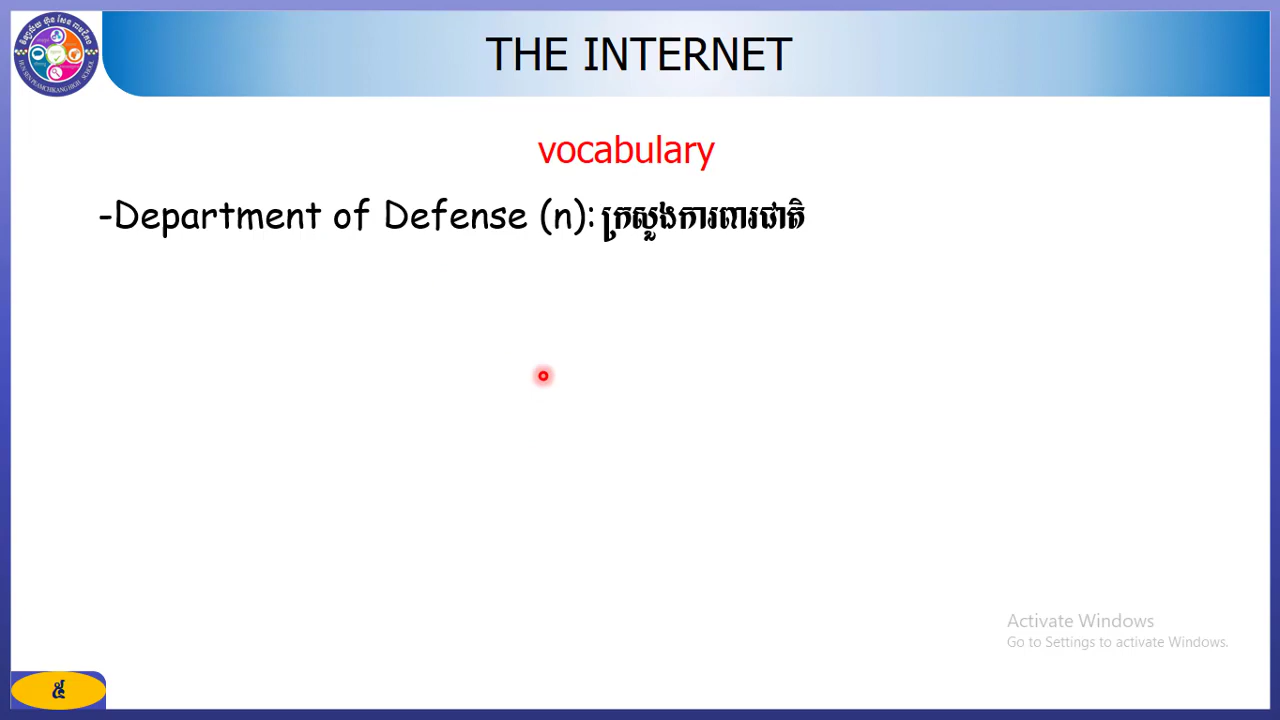 THE INTERNET
vocabulary
-Department of Defense (n): ក្រសួងការពារជាតិ
Activate Windows
Go to Settings to activate Windows.
៥